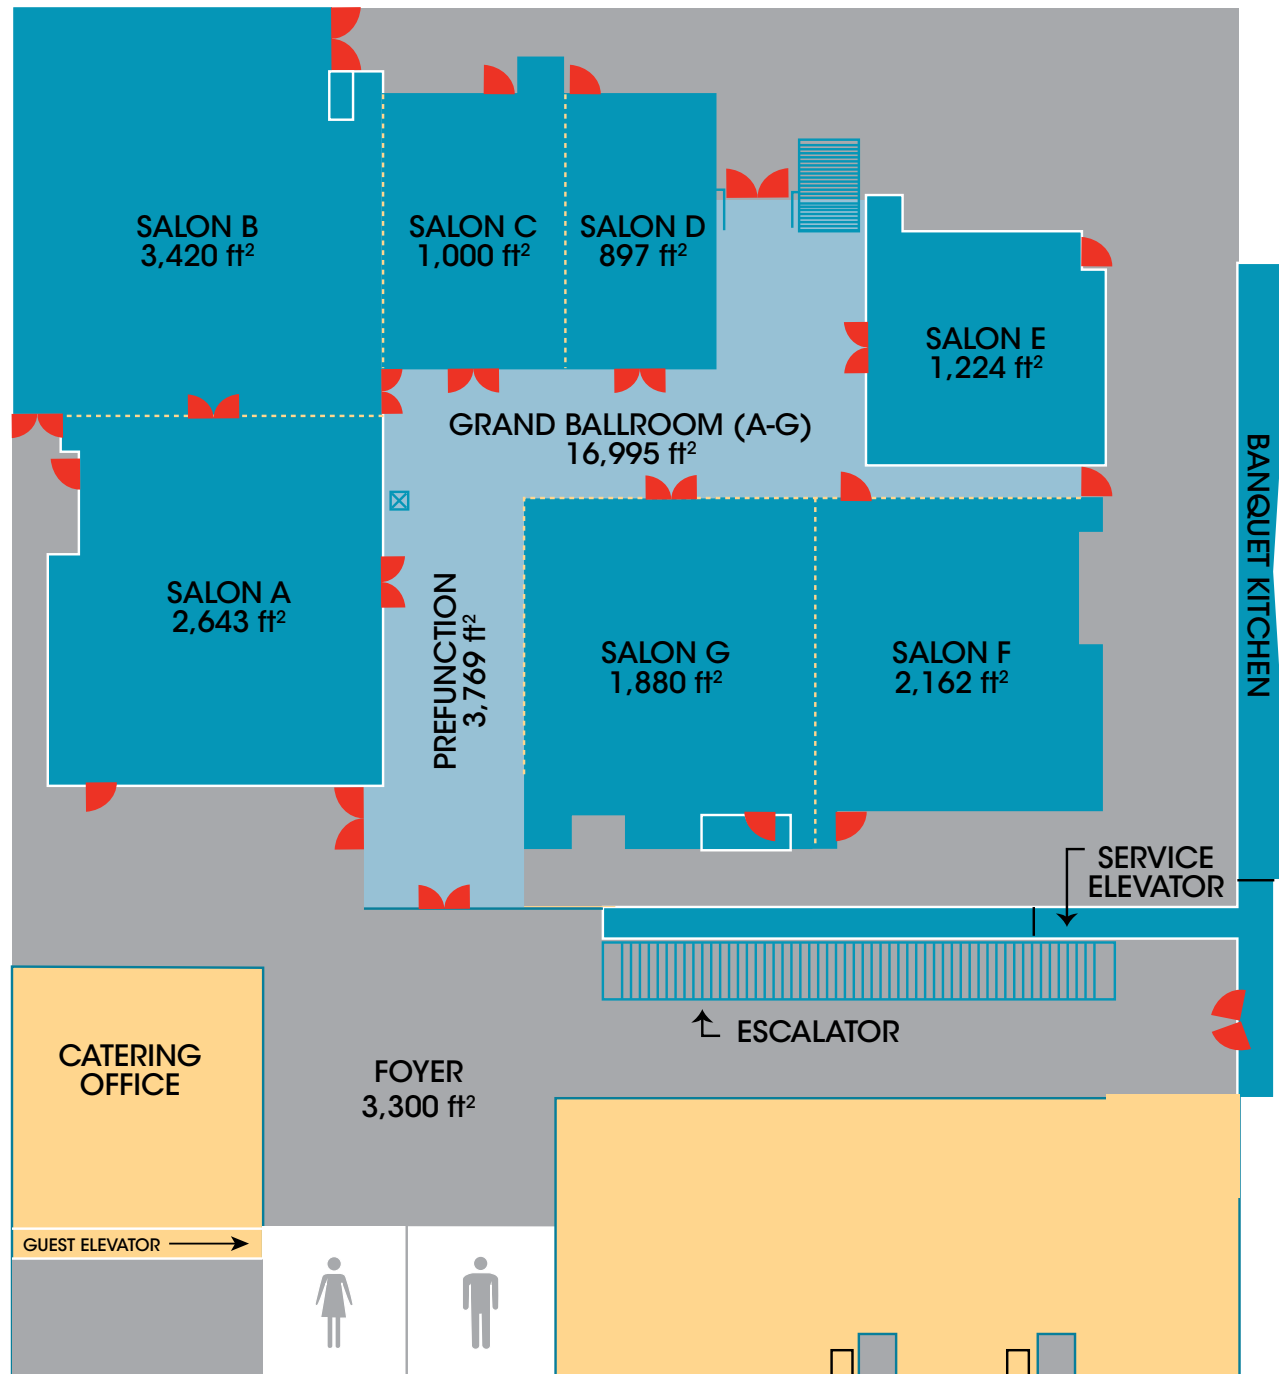 SALON B
3,420 ft²
SALON C
1,000 ft²
SALON D
897 ft²
SALON E
1,224 ft²
GRAND BALLROOM (A-G)
16,995 ft²
BANQUET KITCHEN
SALON A
2,643 ft²
PREFUNCTION
3,769 ft²
SALON G
1,880 ft²
SALON F
2,162 ft²
SERVICE
ELEVATOR
ESCALATOR
CATERING
OFFICE
FOYER
3,300 ft²
GUEST ELEVATOR